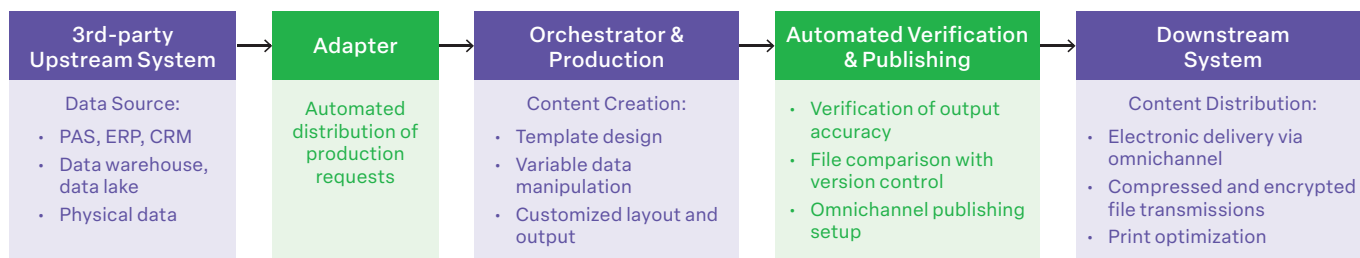 3rd-party
Upstream System
Data Source:
• PAS, ERP, CRM
• Data warehouse,
data lake
• Physical data
Adapter
Automated
distribution of
production
requests
Orchestrator &
Production
Content Creation:
• Template design
• Variable data
manipulation
• Customized layout and
output
Automated Verification
& Publishing
• Verification of output
accuracy
• File comparison with
version control
• Omnichannel publishing
setup
Downstream
System
Content Distribution:
• Electronic delivery via
omnichannel
• Compressed and encrypted
file transmissions
• Print optimization